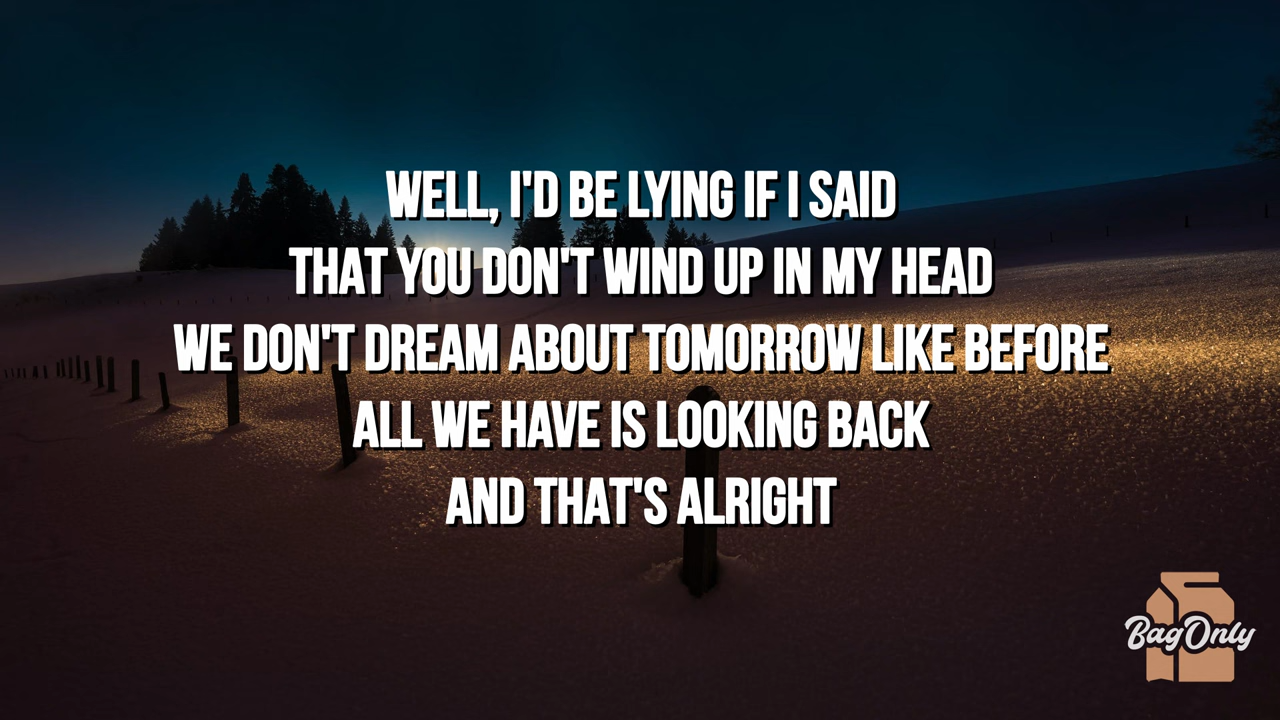 WELL, I'D BE LYING IF I SAID
THAT YOU DON'T WIND UP IN MY HEAD
WE DON'T DREAM ABOUT TOMORROW LIKE BEFORE
ALL WE HAVE IS LOOKING BACK
AND THAT'S ALRIGHT
BagOnly